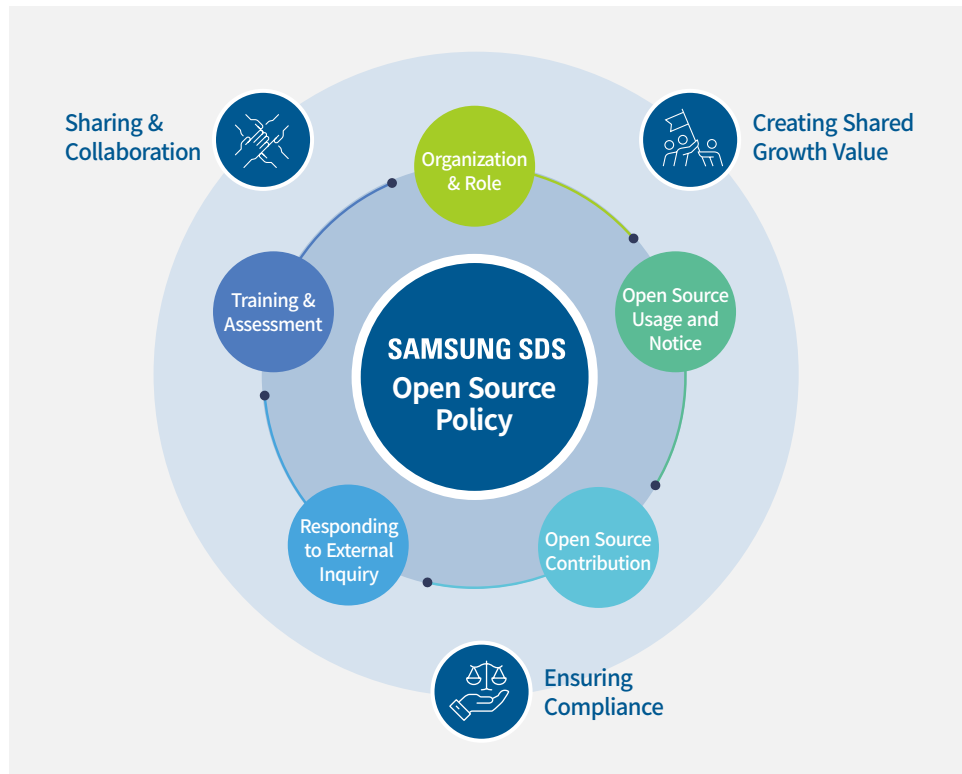 Sharing &
Collaboration
Creating Shared
Growth Value
Organization
& Role
Training &
Assessment
Open Source
Usage and
Notice
SAMSUNG SDS
Open Source
Policy
Responding
to External
Inquiry
Open Source
Contribution
Ensuring
Compliance